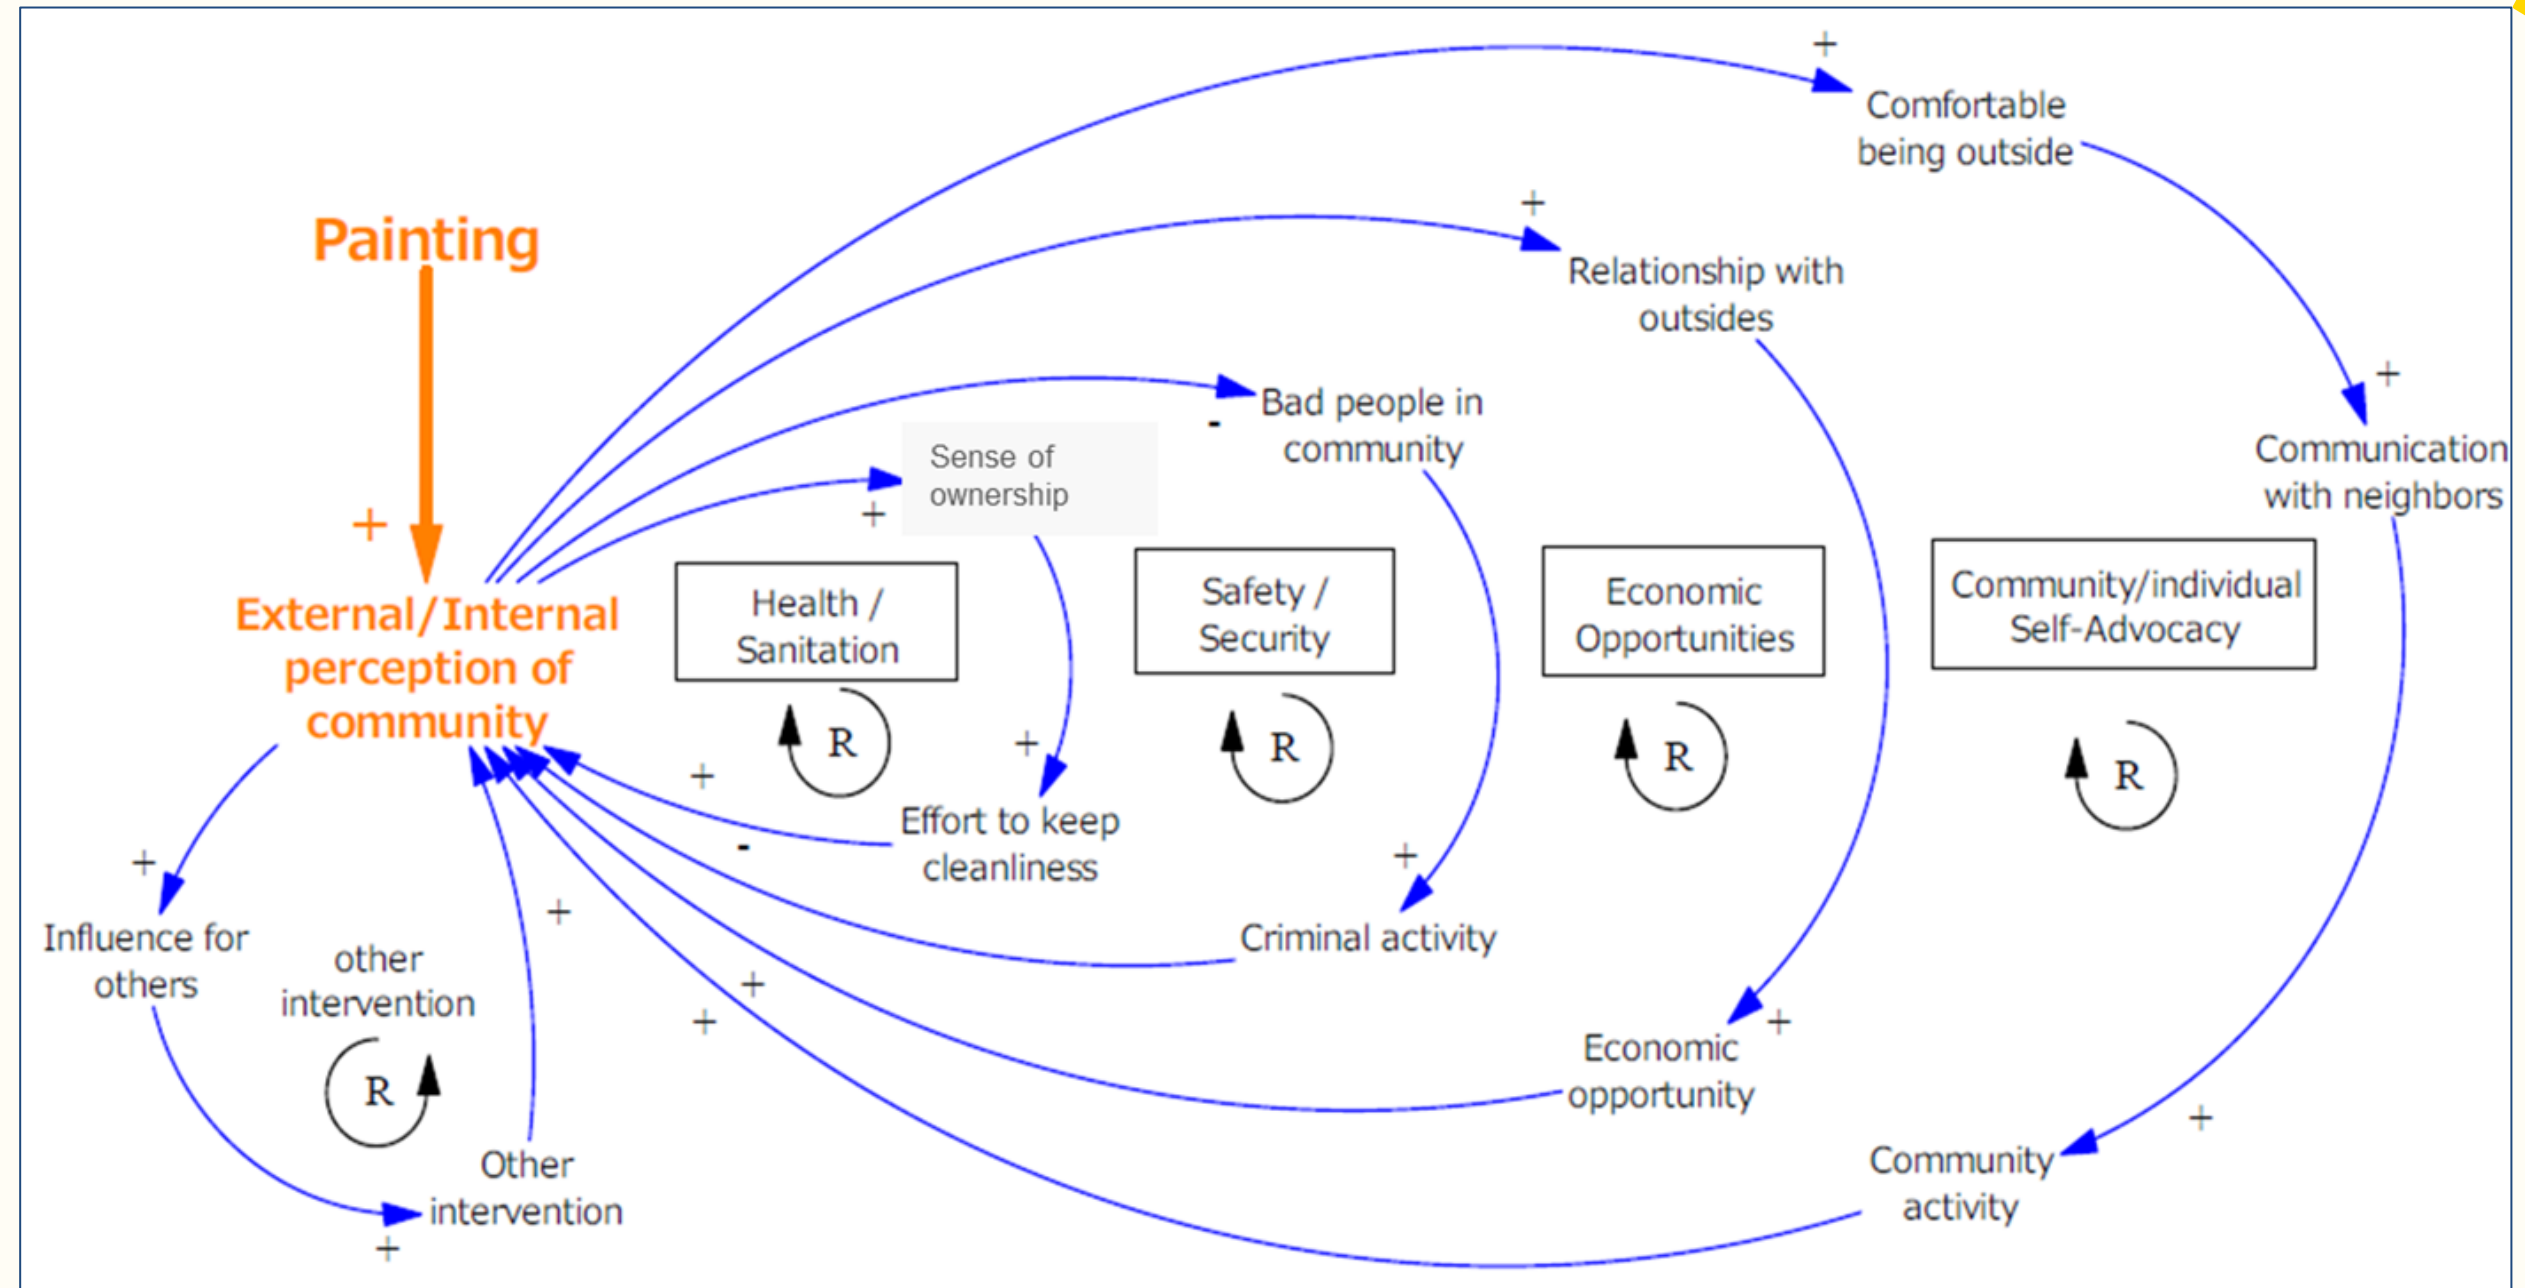 +
Comfortable
being outside
+
Relationship with
outsides
Painting
+
Communication
with neighbors
-
Bad people in
community
Sense of
ownership
+
+
External/Internal
perception of
community
Health /
Sanitation
R
Safety /
Security
R
Economic
Opportunities
R
Community/individual
Self-Advocacy
R
+
+
-
Effort to keep
cleanliness
+
Criminal activity
+
+
Influence for
others
other
intervention
R
+
+
+
Economic
opportunity
+
Community
activity
Other
intervention
+